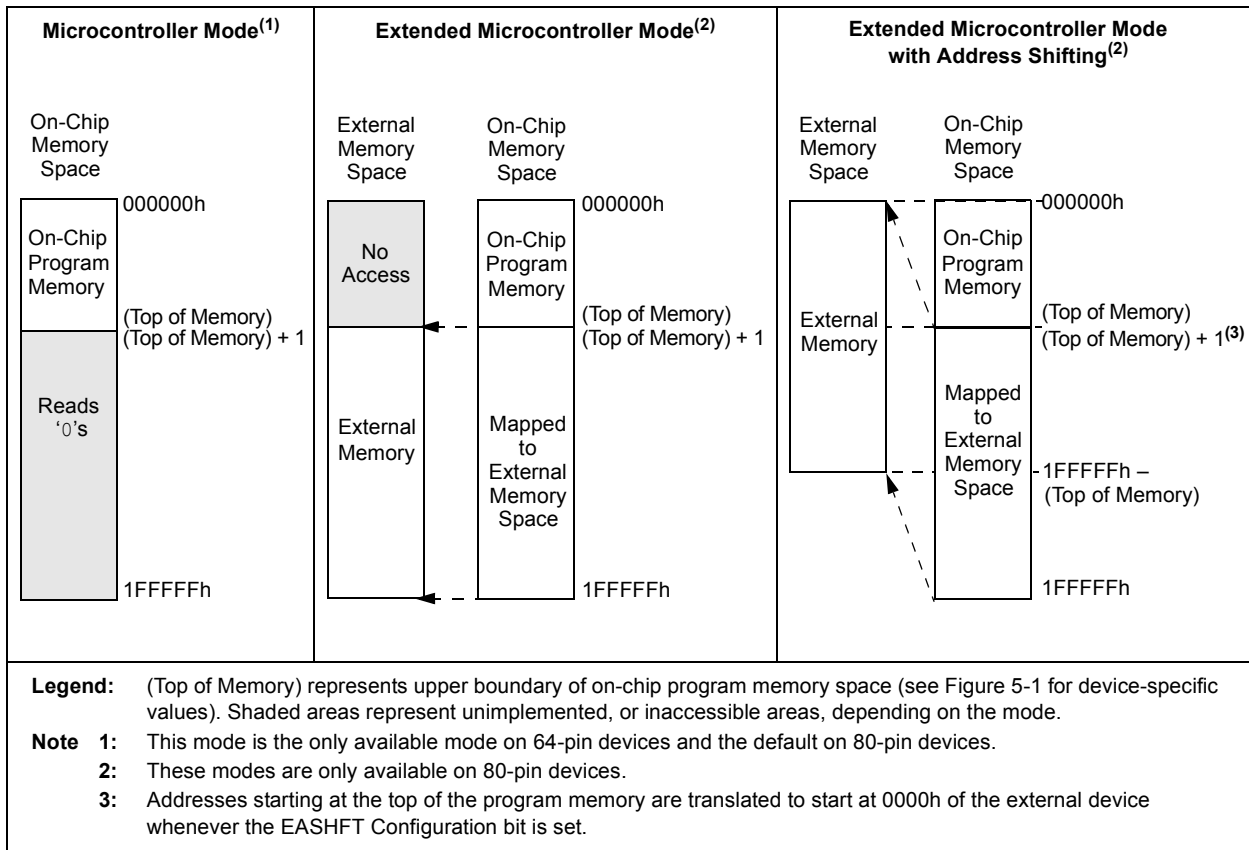 Microcontroller Mode(1)
On-Chip
Memory
Space
000000h
On-Chip
Program
Memory
(Top of Memory)
(Top of Memory) + 1
Reads
‘0’s
1FFFFFh
Extended Microcontroller Mode(2)
External
Memory
Space
On-Chip
Memory
Space
000000h
No
Access
On-Chip
Program
Memory
(Top of Memory)
(Top of Memory) + 1
External
Memory
Mapped
to
External
Memory
Space
1FFFFFh
Extended Microcontroller Mode
with Address Shifting(2)
External
Memory
Space
On-Chip
Memory
Space
000000h
On-Chip
Program
Memory
(Top of Memory)
(Top of Memory) + 1(3)
External
Memory
Mapped
to
External
Memory
Space
1FFFFFh –
(Top of Memory)
1FFFFFh
Legend: (Top of Memory) represents upper boundary of on-chip program memory space (see Figure 5-1 for device-specific
values). Shaded areas represent unimplemented, or inaccessible areas, depending on the mode.
Note 1: This mode is the only available mode on 64-pin devices and the default on 80-pin devices.
2: These modes are only available on 80-pin devices.
3: Addresses starting at the top of the program memory are translated to start at 0000h of the external device
whenever the EASHFT Configuration bit is set.